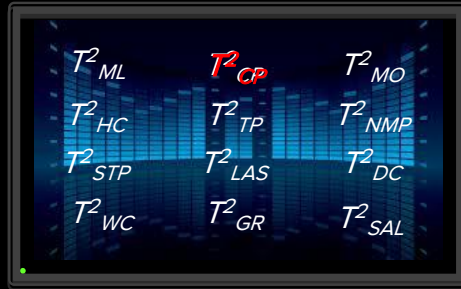 T²ML T²CP T²MO
T²HC T²TP T²NMP
T²STP T²LAS T²DC
T²WC T²GR T²SAL